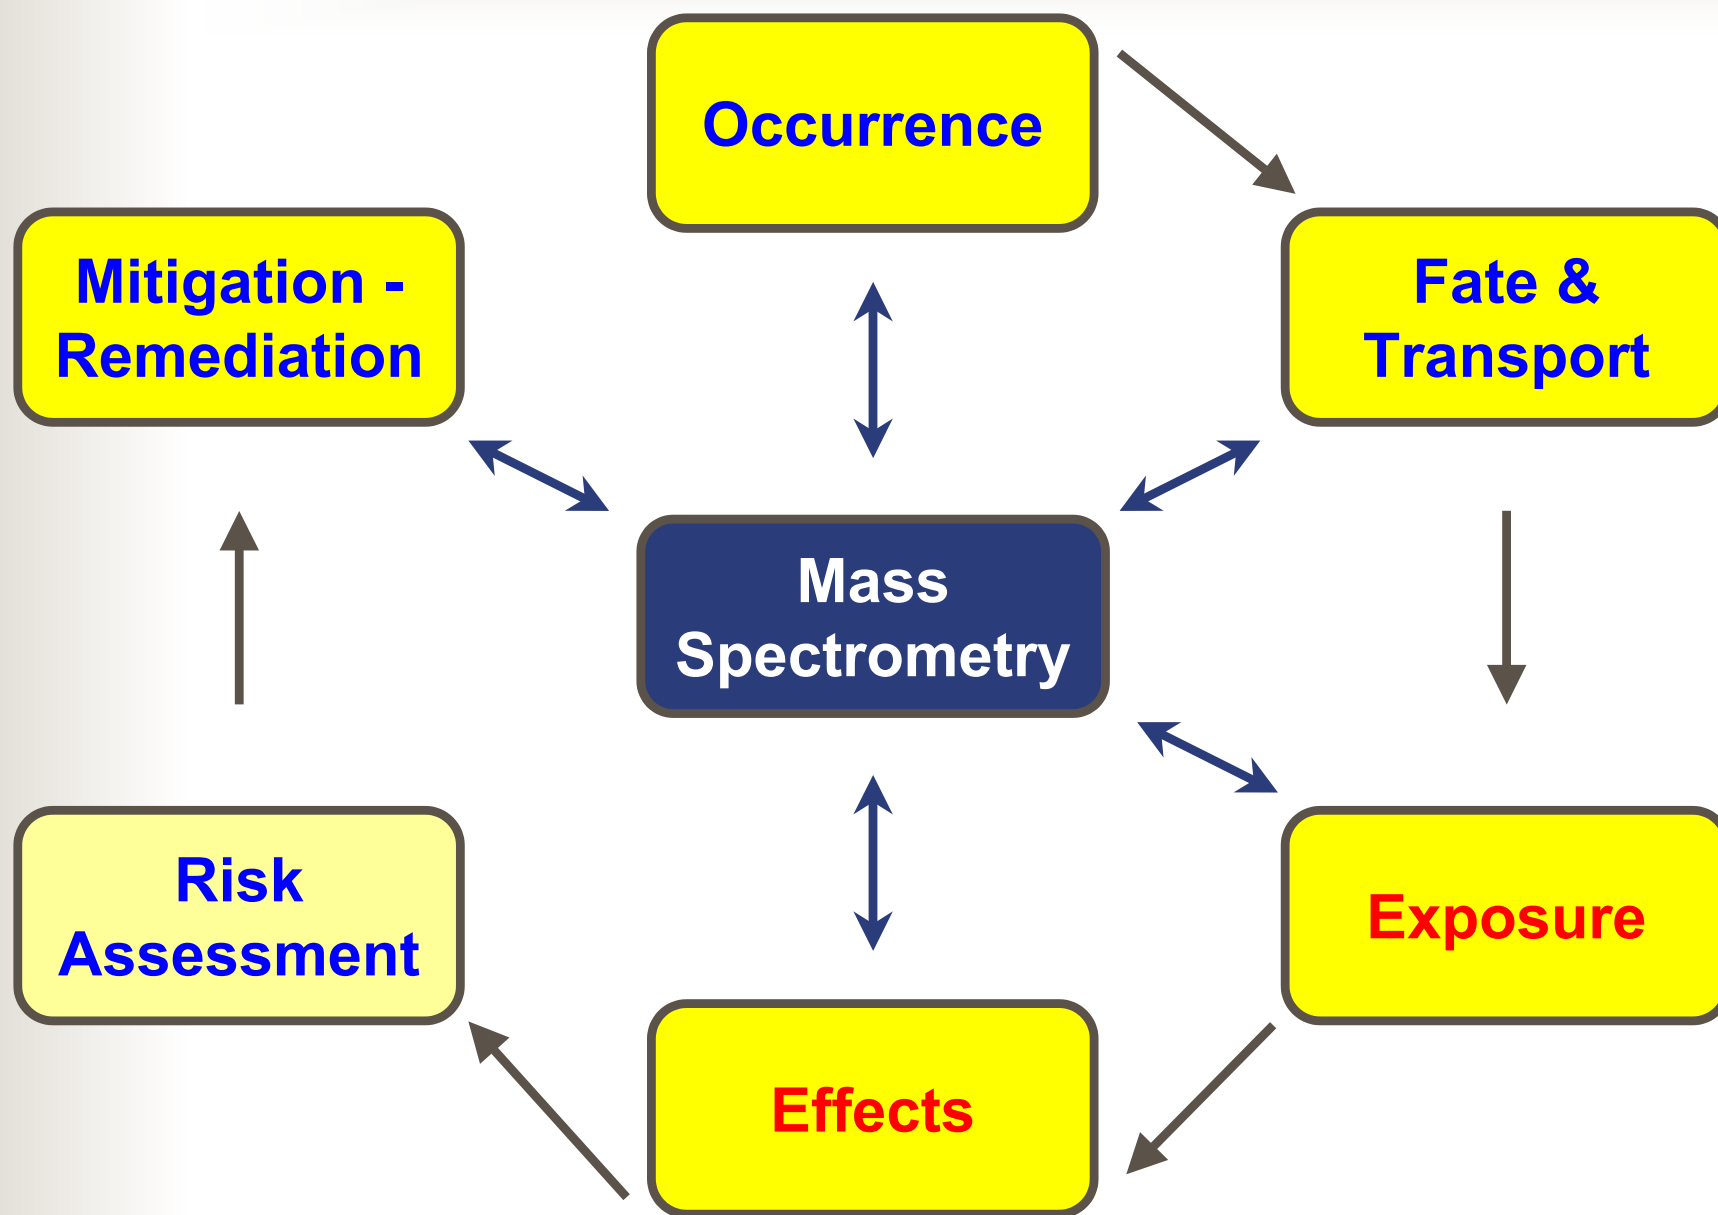 Occurrence
Mitigation -
Remediation
Fate &
Transport
Mass
Spectrometry
Risk
Assessment
Exposure
Effects